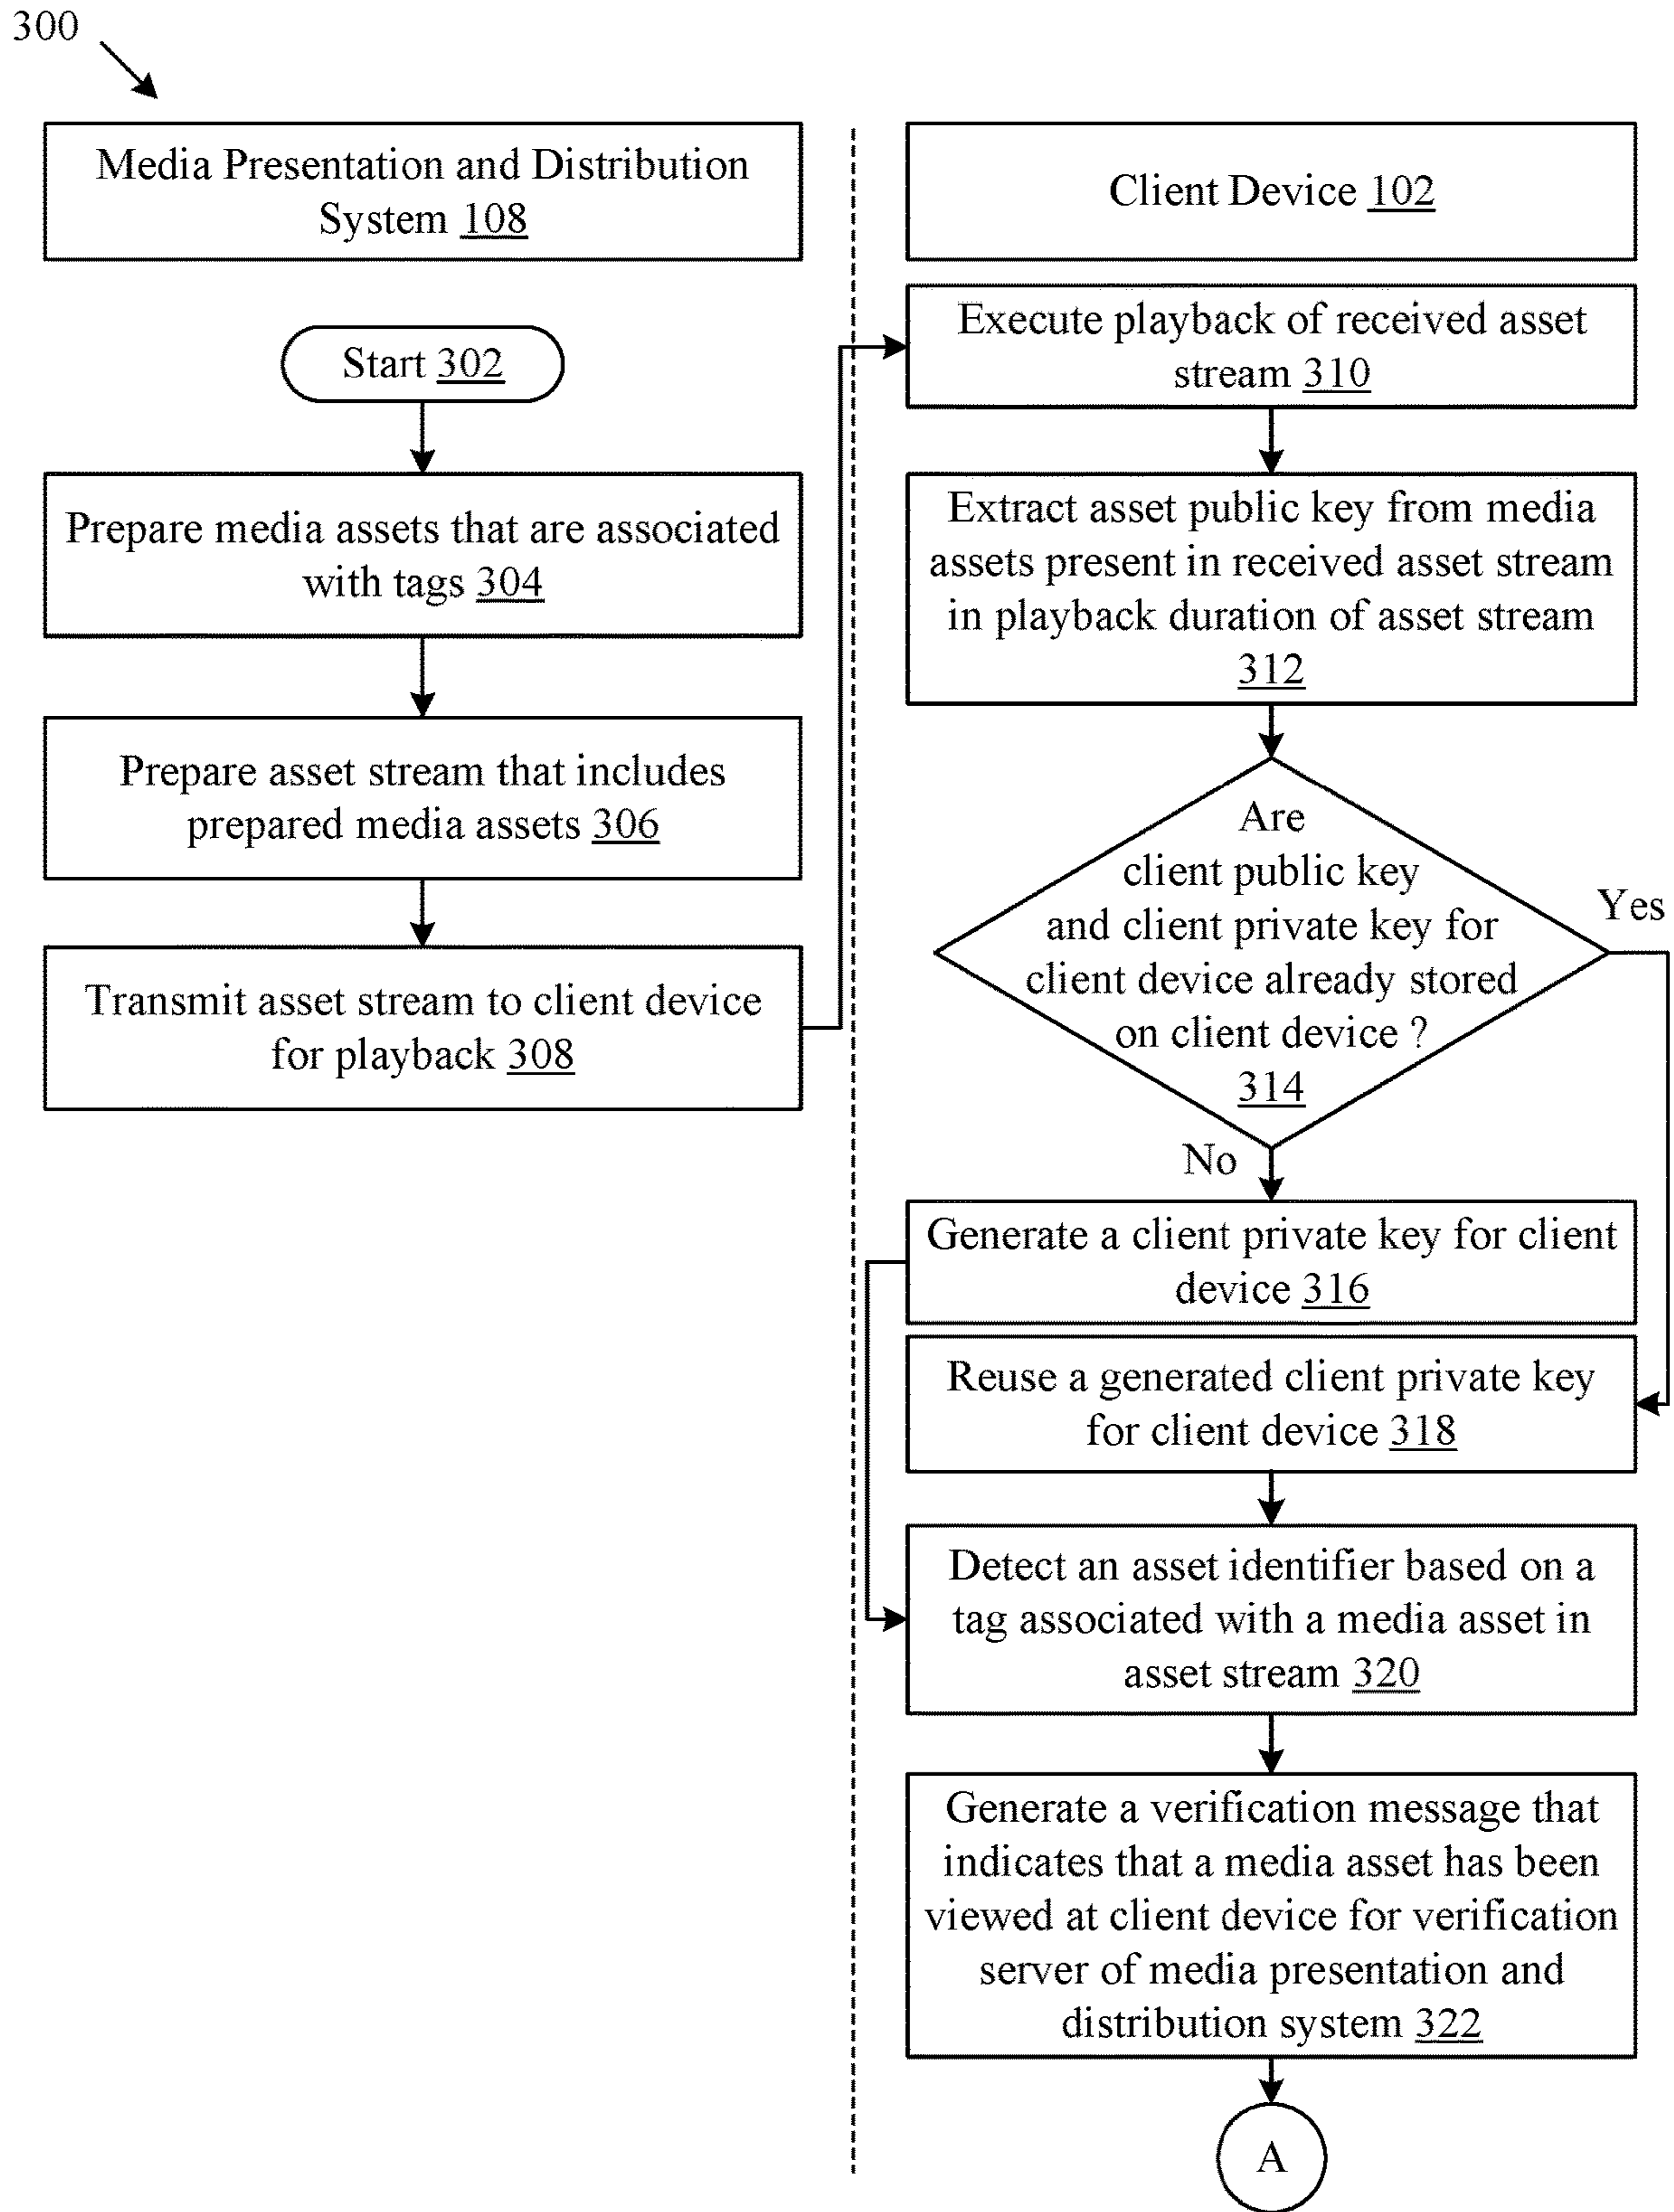 300
Media Presentation and Distribution
System 108
Start 302
Prepare media assets that are associated
with tags 304
Prepare asset stream that includes
prepared media assets 306
Transmit asset stream to client device
for playback 308
Client Device 102
Execute playback of received asset
stream 310
Extract asset public key from media
assets present in received asset stream
in playback duration of asset stream
312
Are
client public key
and client private key for
client device already stored
on client device ?
314
Yes
No
Generate a client private key for client
device 316
Reuse a generated client private key
for client device 318
Detect an asset identifier based on a
tag associated with a media asset in
asset stream 320
Generate a verification message that
indicates that a media asset has been
viewed at client device for verification
server of media presentation and
distribution system 322
A